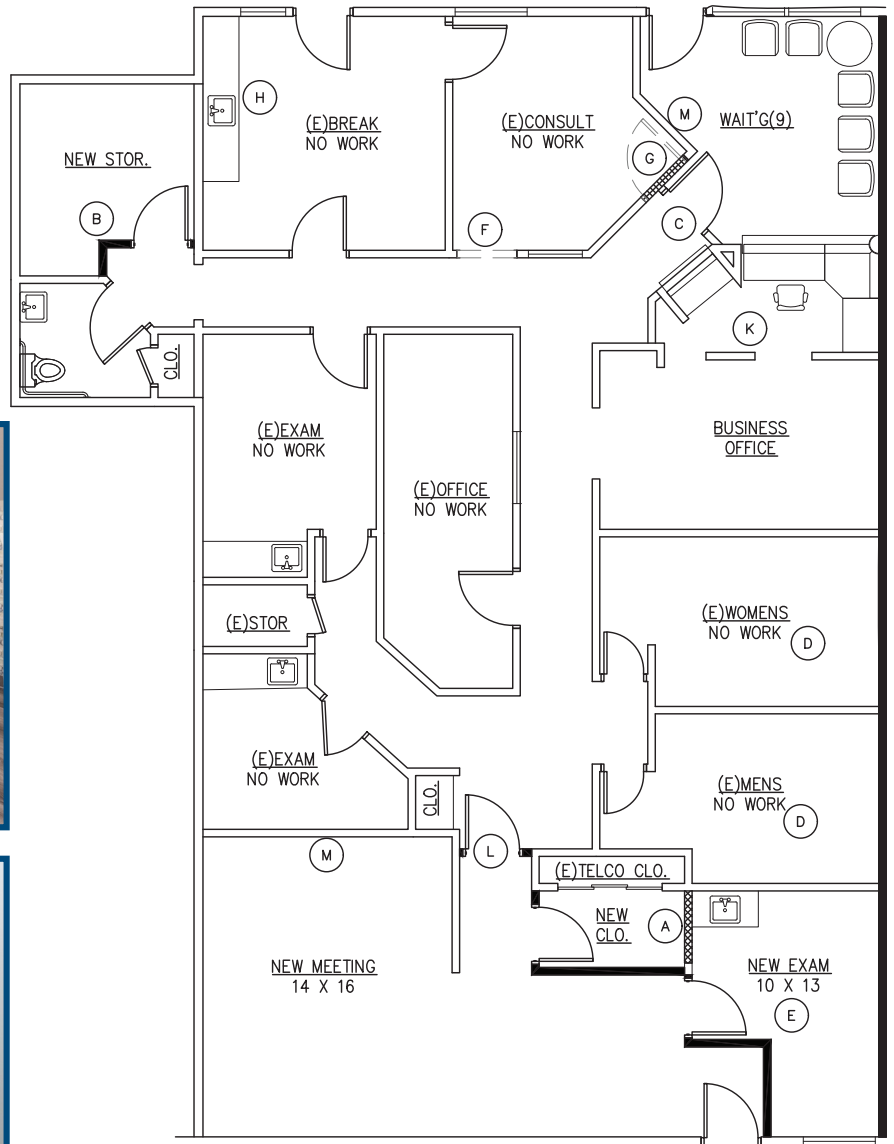 H
(E)BREAK
NO WORK
(E)CONSULT
NO WORK
M
WAIT'G(9)
NEW STOR.
G
B
F
C
K
CLO.
(E)EXAM
NO WORK
BUSINESS
OFFICE
(E)OFFICE
NO WORK
(E)STOR
(E)WOMENS
NO WORK
D
(E)EXAM
NO WORK
CLO.
(E)MENS
NO WORK
D
M
L
(E)TELCO CLO.
NEW
CLO.
A
NEW MEETING
14 X 16
NEW EXAM
10 X 13
E